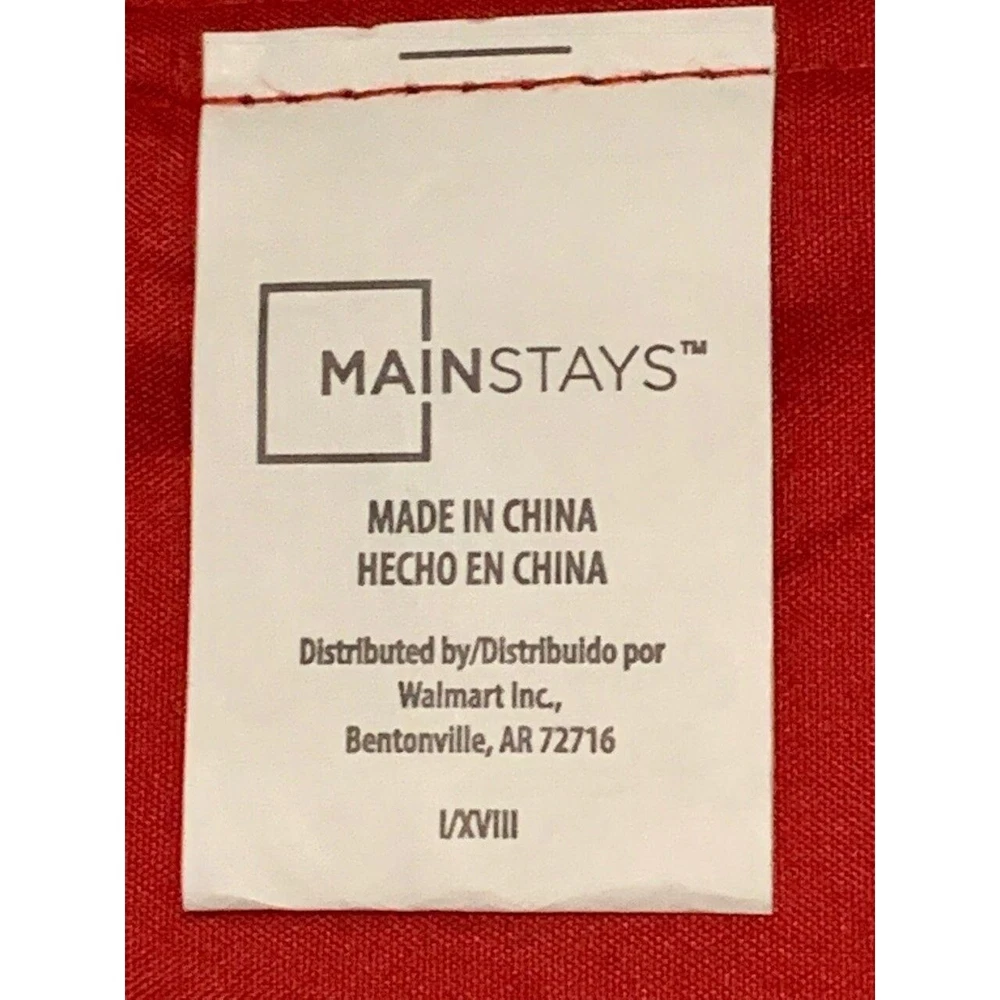 MAINSTAYS™
MADE IN CHINA
HECHO EN CHINA
Distributed by/Distribuido por
Walmart Inc.,
Bentonville, AR 72716
I/XVIII